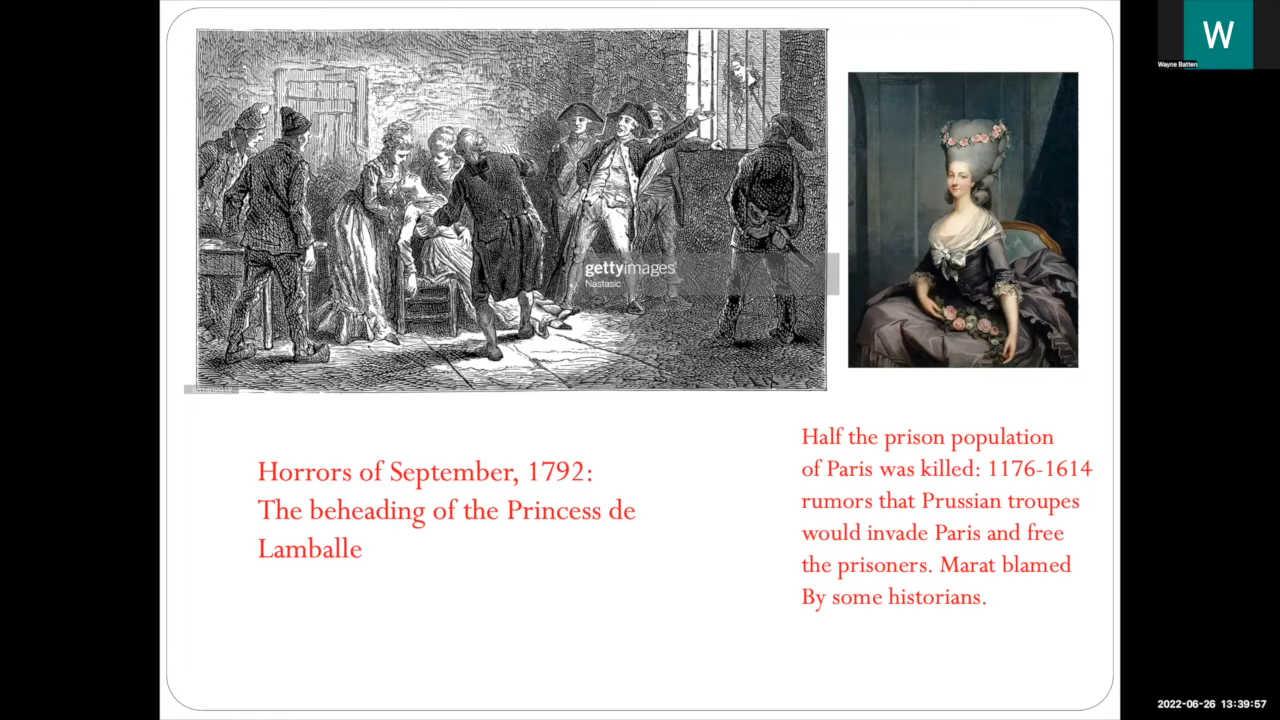 W
Wayne Batten
gettyimages
Nastasic
Horrors of September, 1792:
The beheading of the Princess de
Lamballe
Half the prison population
of Paris was killed: 1176-1614
rumors that Prussian troupes
would invade Paris and free
the prisoners. Marat blamed
By some historians.
2022-06-26 13:39:57